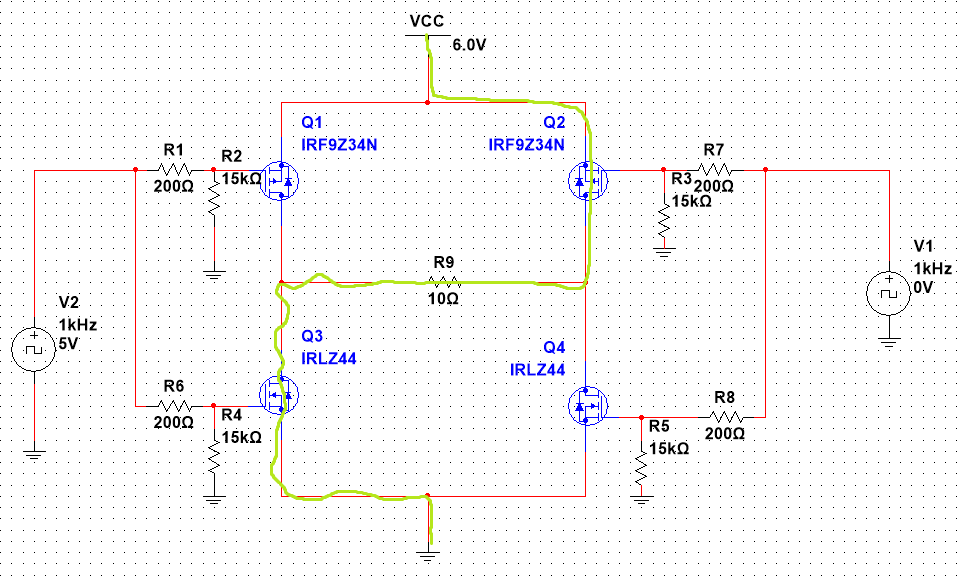 VCC
6.0V
Q1
IRF9Z34N
Q2
IRF9Z34N
R1
200Ω
R2
15kΩ
R7
200Ω
R3
15kΩ
R9
10Ω
V1
1kHz
0V
V2
1kHz
5V
Q3
IRLZ44
Q4
IRLZ44
R6
200Ω
R4
15kΩ
R8
200Ω
R5
15kΩ